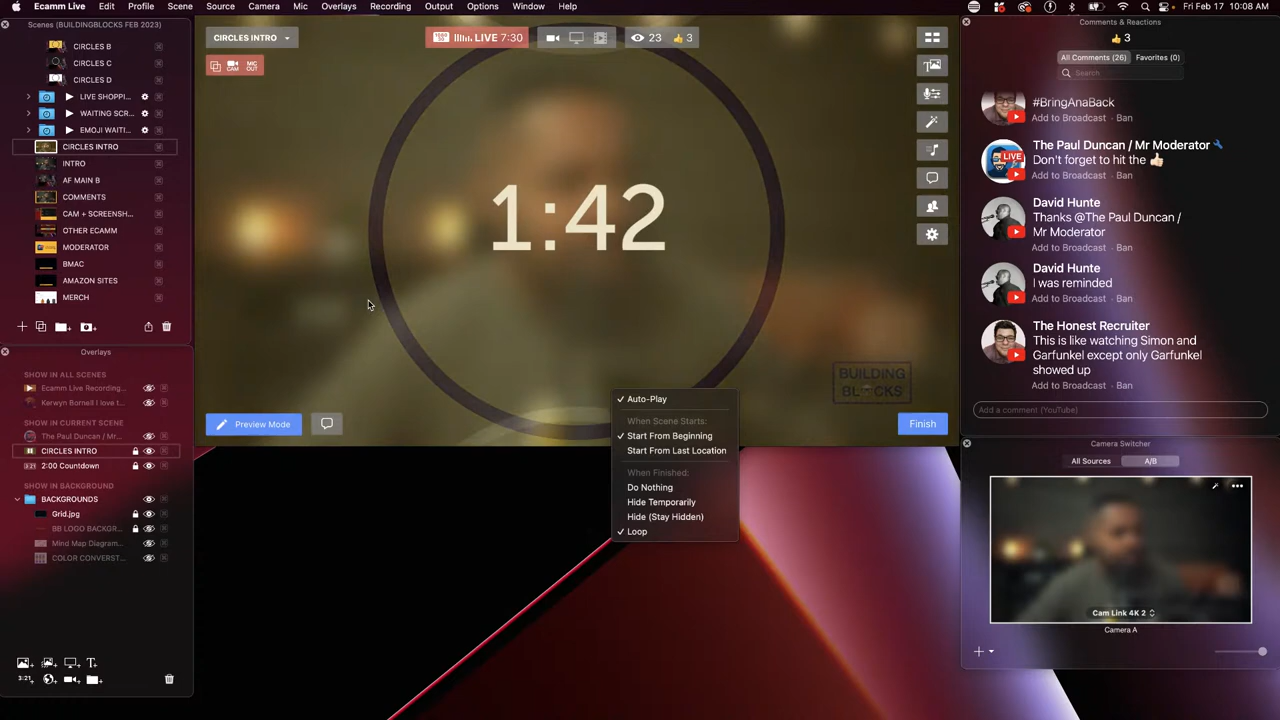 Ecamm Live Edit Profile Scene Source Camera Mic Overlays Broadcast Recording Output Options Window Help
Fri Feb 17 10:08 AM
Scenes (BUILDINGBLOCKS FEB 2023)
CIRCLES B
CIRCLES C
CIRCLES D
LIVE SHOPPI...
WAITING SCR...
EMOJI WAITI...
CIRCLES INTRO
INTRO
AF MAIN B
COMMENTS
CAM + SCREENSH...
OTHER ECAMM
MODERATOR
BMAC
AMAZON SITES
MERCH
Overlays
SHOW IN ALL SCENES
Ecamm Live Recording...
Kerwyn Bornell I love t...
SHOW IN CURRENT SCENE
The Paul Duncan / Mr...
CIRCLES INTRO
3:21 2:00 Countdown
SHOW IN BACKGROUND
BACKGROUNDS
Grid.jpg
BB LOGO BACKGR...
Mind Map Diagram...
COLOR CONVERST...
3:21+
CIRCLES INTRO
LIVE 7:30
23
3
CAM
MIC OUT
1:42
BUILDING
BLOCKS
Preview Mode
Finish
Auto-Play
When Scene Starts:
Start From Beginning
Start From Last Location
When Finished:
Do Nothing
Hide Temporarily
Hide (Stay Hidden)
Loop
Comments & Reactions
3
All Comments (26) Favorites (0)
Search
#BringAnaBack
Add to Broadcast · Ban
LIVE
The Paul Duncan / Mr Moderator
Don't forget to hit the 👍🏻
Add to Broadcast · Ban
David Hunte
Thanks @The Paul Duncan /
Mr Moderator
Add to Broadcast · Ban
David Hunte
I was reminded
Add to Broadcast · Ban
The Honest Recruiter
This is like watching Simon and
Garfunkel except only Garfunkel
showed up
Add to Broadcast · Ban
Add a comment (YouTube)
Camera Switcher
All Sources A/B
Cam Link 4K 2
Camera A